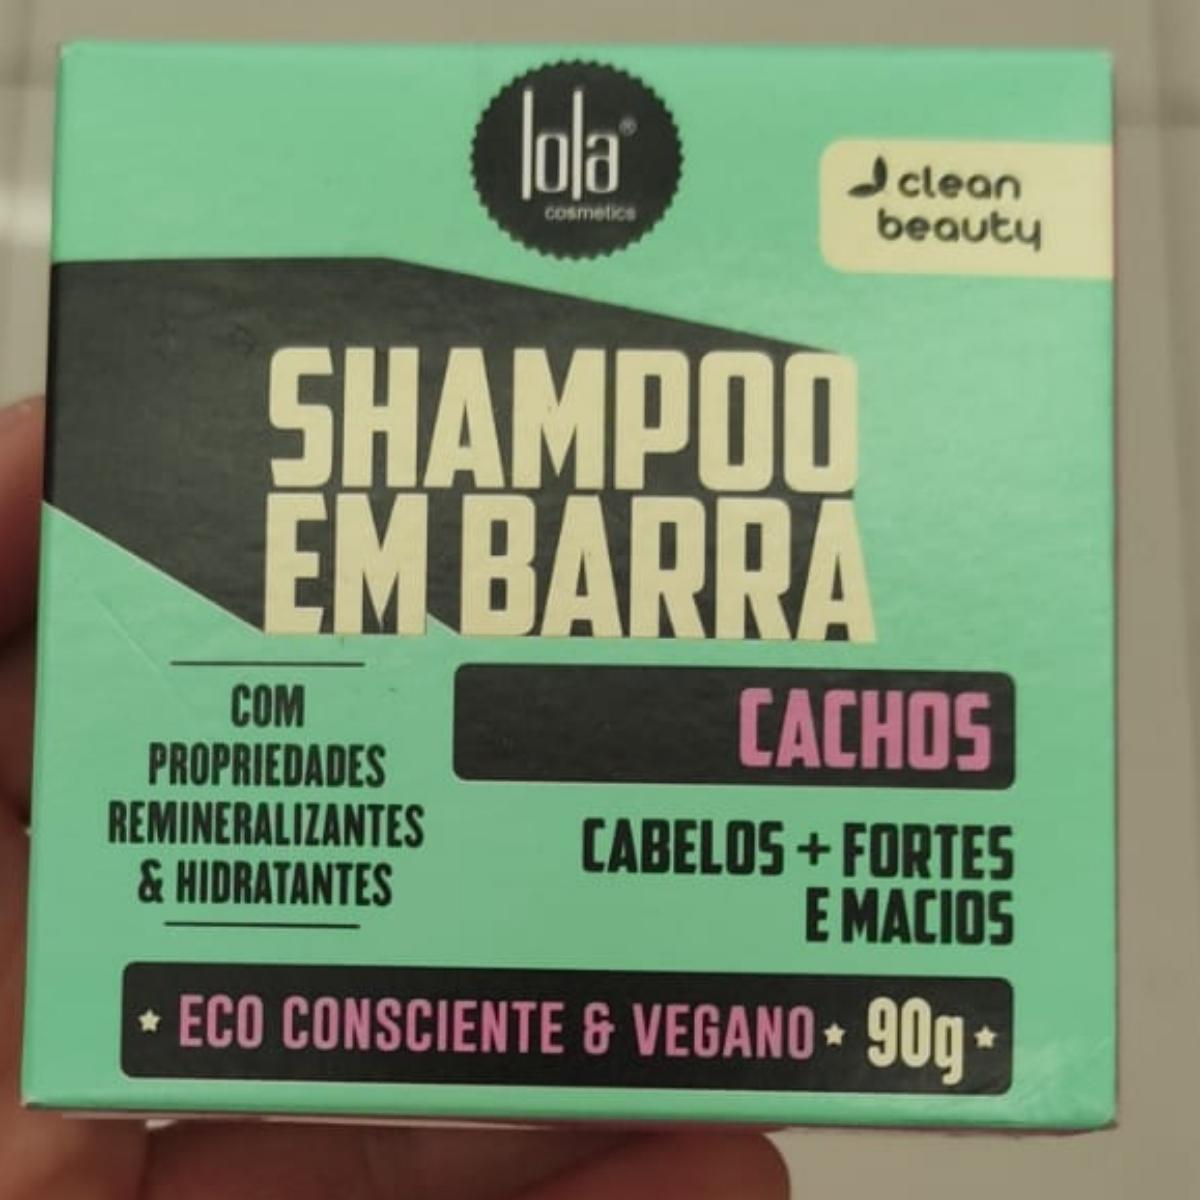 lola®
cosmetics
clean
beauty
SHAMPOO
EM BARRA
CACHOS
COM
PROPRIEDADES
REMINERALIZANTES
& HIDRATANTES
CABELOS + FORTES
E MACIOS
ECO CONSCIENTE & VEGANO 90g